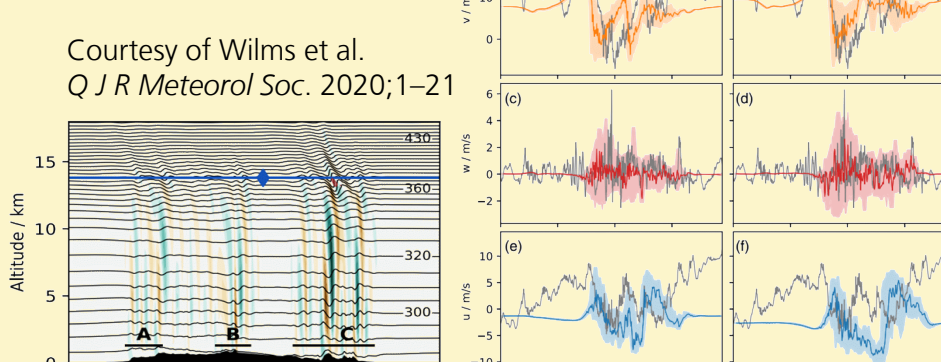 Courtesy of Wilms et al.
Q J R Meteorol Soc. 2020;1–21
430
15
360
10
320
5
300
A B C
Altitude / km
0
(c)
6
4
2
0
−2
w / m/s
(d)
(e)
10
5
0
−5
−10
u / m/s
(f)